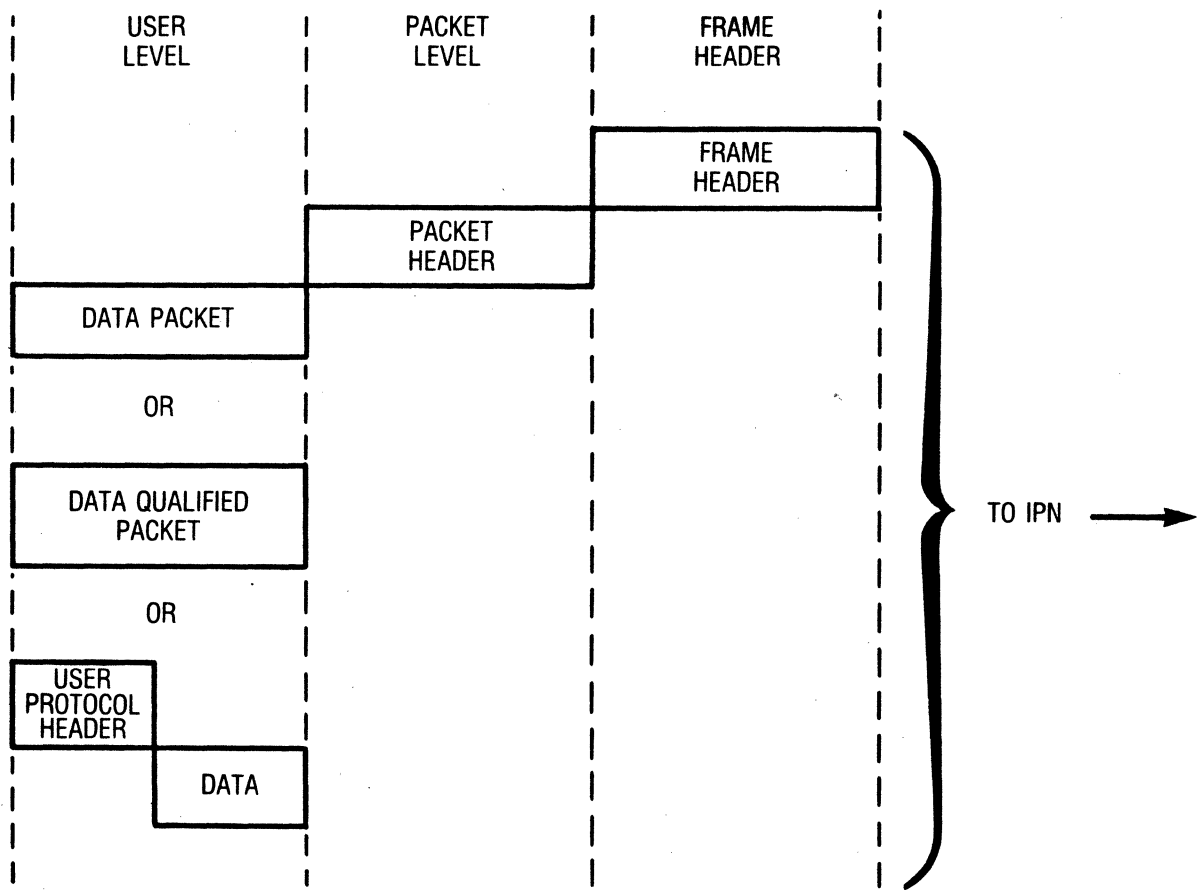 USER
LEVEL
PACKET
LEVEL
FRAME
HEADER
FRAME
HEADER
PACKET
HEADER
DATA PACKET
OR
DATA QUALIFIED
PACKET
TO IPN
OR
USER
PROTOCOL
HEADER
DATA